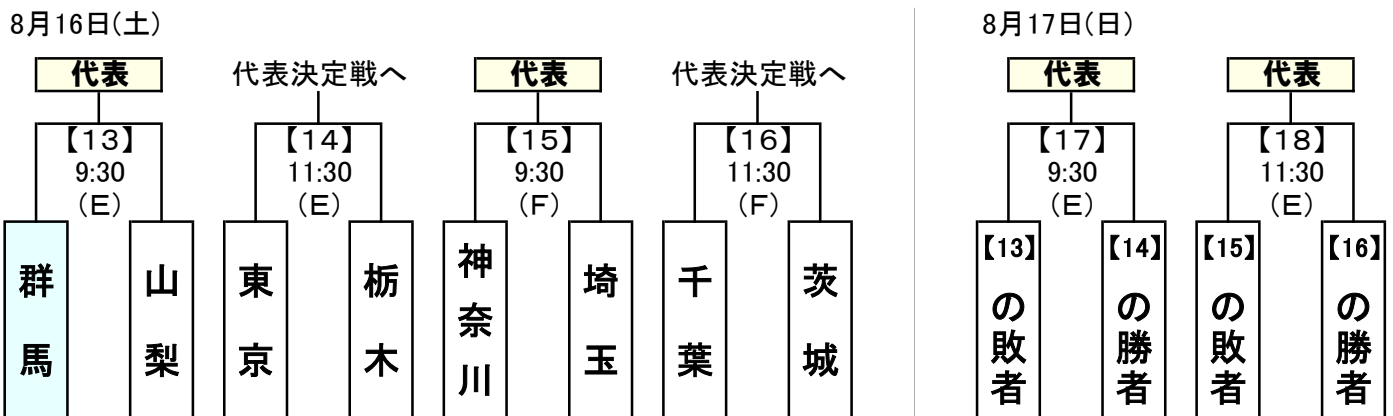 8月16日(土)
代表
代表決定戦へ
代表
代表決定戦へ
【13】
9:30
(E)
【14】
11:30
(E)
【15】
9:30
(F)
【16】
11:30
(F)
群馬
山梨
東京
栃木
神奈川
埼玉
千葉
茨城
8月17日(日)
代表
代表
【17】
9:30
(E)
【18】
11:30
(E)
【13】の敗者
【14】の勝者
【15】の敗者
【16】の勝者